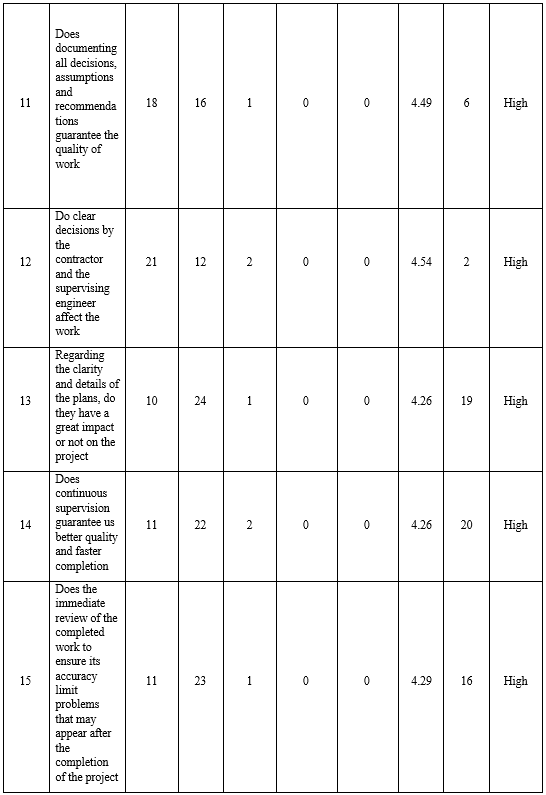 Does
documenting
all decisions,
assumptions
and
11 recommenda 18 16 1 0 0 4.49 6 High
tions
guarantee the
quality of
work
Do clear
decisions by
the
12 contractor 21 12 2 0 0 4.54 2 High
and the
supervising
engineer
affect the
work
Regarding
the clarity
and details of
13 the plans, do 10 24 1 0 0 4.26 19 High
they have a
great impact
or not on the
project
Does
continuous
supervision
14 guarantee us 11 22 2 0 0 4.26 20 High
better quality
and faster
completion
Does the
immediate
review of the
completed
work to
ensure its
accuracy
15 limit 11 23 1 0 0 4.29 16 High
problems
that may
appear after
the
completion
of the project